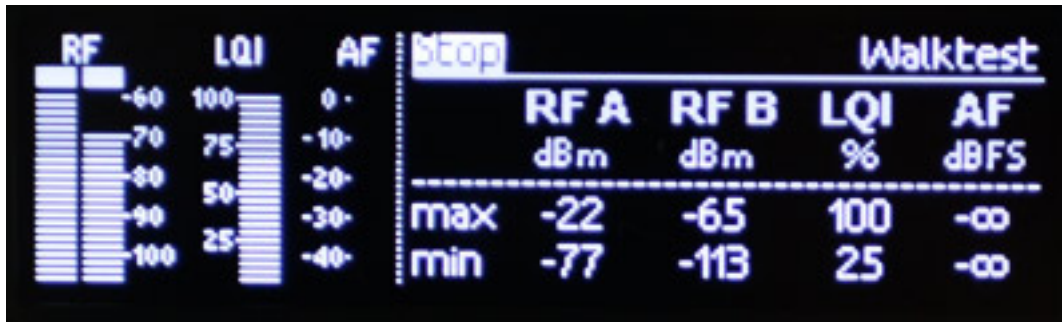 RF LQI AF
-60 100 0
-70 75 -10
-80 50 -20
-90 25 -30
-100 -40
Stop Walktest
RF A RF B LQI AF
dBm dBm % dBFS
max -22 -65 100 -∞
min -77 -113 25 -∞